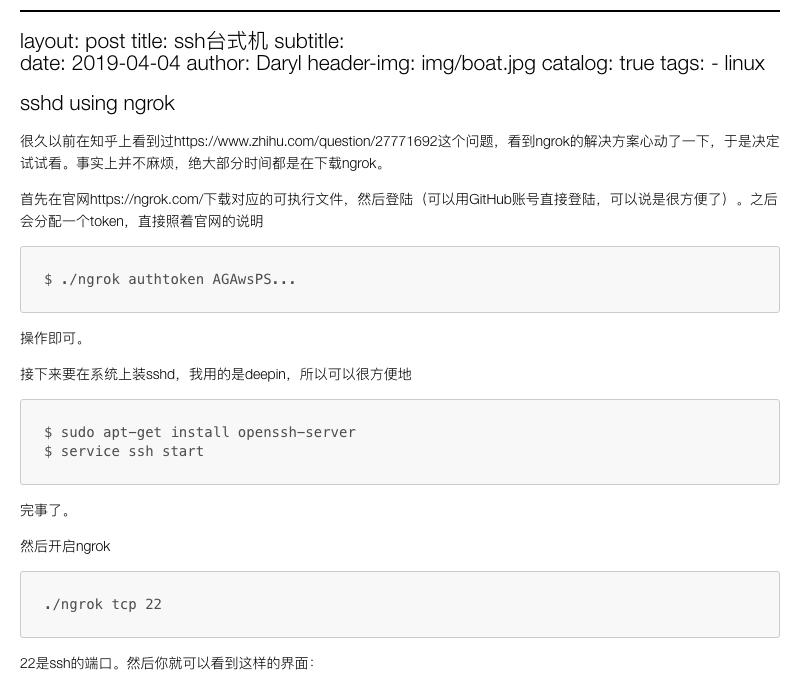 layout: post title: ssh台式机 subtitle:
date: 2019-04-04 author: Daryl header-img: img/boat.jpg catalog: true tags: - linux
sshd using ngrok
很久以前在知乎上看到过https://www.zhihu.com/question/27771692这个问题，看到ngrok的解决方案心动了一下，于是决定
试试看。事实上并不麻烦，绝大部分时间都是在下载ngrok。
首先在官网https://ngrok.com/下载对应的可执行文件，然后登陆（可以用GitHub账号直接登陆，可以说是很方便了）。之后
会分配一个token，直接照着官网的说明
$ ./ngrok authtoken AGAwsPS...
操作即可。
接下来要在系统上装sshd，我用的是deepin，所以可以很方便地
$ sudo apt-get install openssh-server
$ service ssh start
完事了。
然后开启ngrok
./ngrok tcp 22
22是ssh的端口。然后你就可以看到这样的界面：